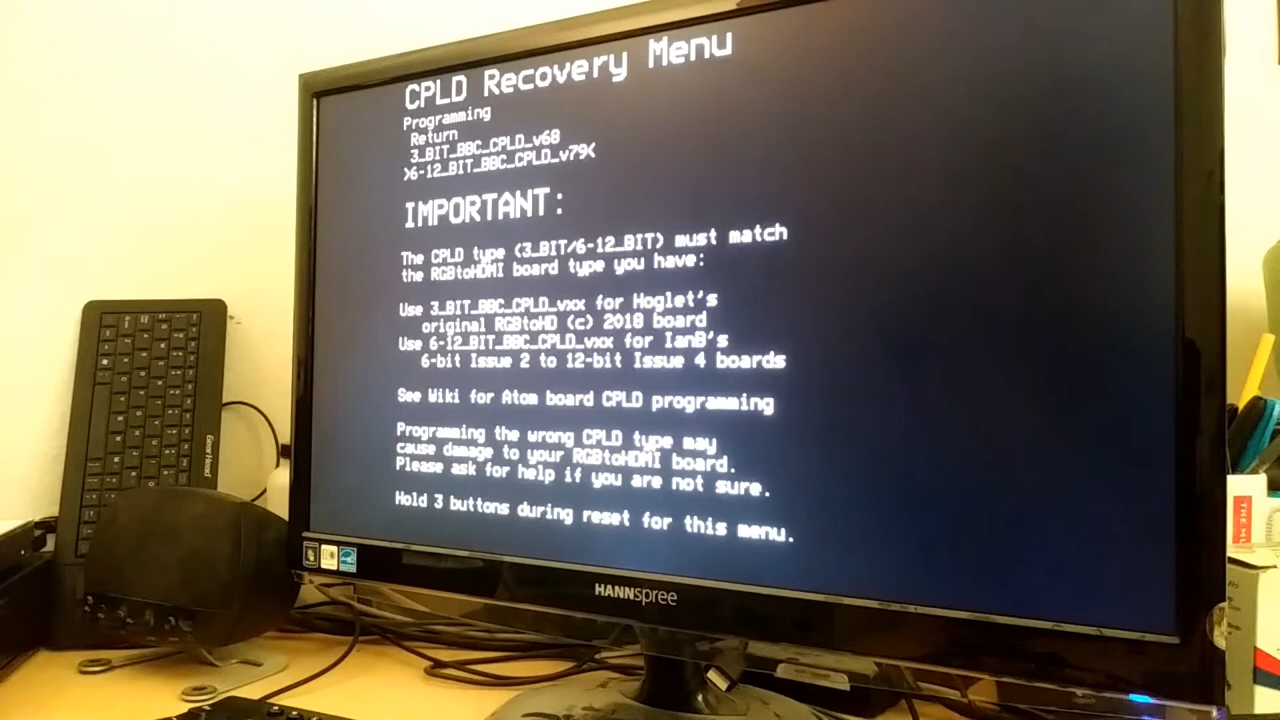 CPLD Recovery Menu
Programming
Return
3_BIT_BBC_CPLD_v68
>6-12_BIT_BBC_CPLD_v79<
IMPORTANT:
The CPLD type (3_BIT/6-12_BIT) must match
the RGBtoHDMI board type you have:
Use 3_BIT_BBC_CPLD_vxx for Hoglet's
original RGBtoHD (c) 2018 board
Use 6-12_BIT_BBC_CPLD_vxx for IanB's
6-bit Issue 2 to 12-bit Issue 4 boards
See Wiki for Atom board CPLD programming
Programming the wrong CPLD type may
cause damage to your RGBtoHDMI board.
Please ask for help if you are not sure.
Hold 3 buttons during reset for this menu.
HANNspree
Gear Head
THE